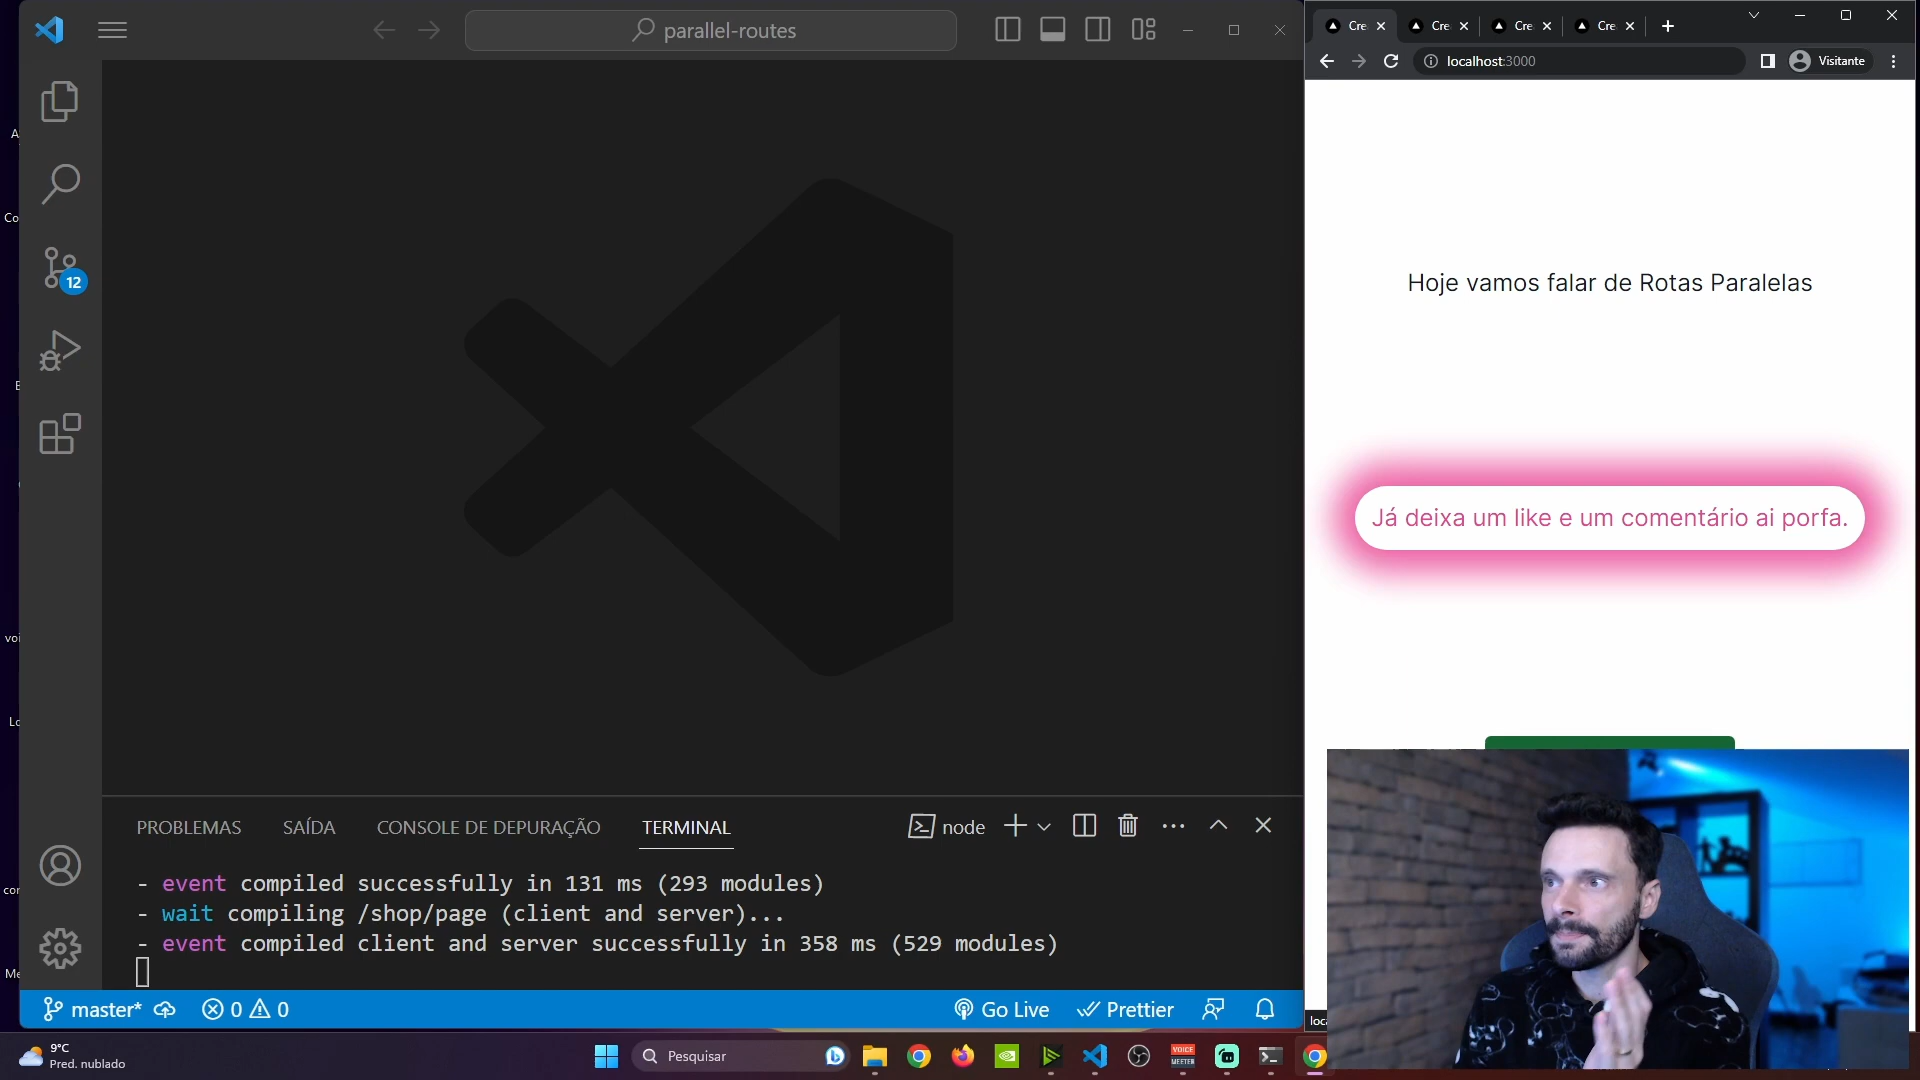 parallel-routes
Cre
Cre
Cre
Cre
localhost:3000
Visitante
12
Hoje vamos falar de Rotas Paralelas
Já deixa um like e um comentário ai porfa.
PROBLEMAS
SAÍDA
CONSOLE DE DEPURAÇÃO
TERMINAL
node
- event compiled successfully in 131 ms (293 modules)
- wait compiling /shop/page (client and server)...
- event compiled client and server successfully in 358 ms (529 modules)
master*
0
0
Go Live
Prettier
9°C
Pred. nublado
Pesquisar
VOICE
MEETER